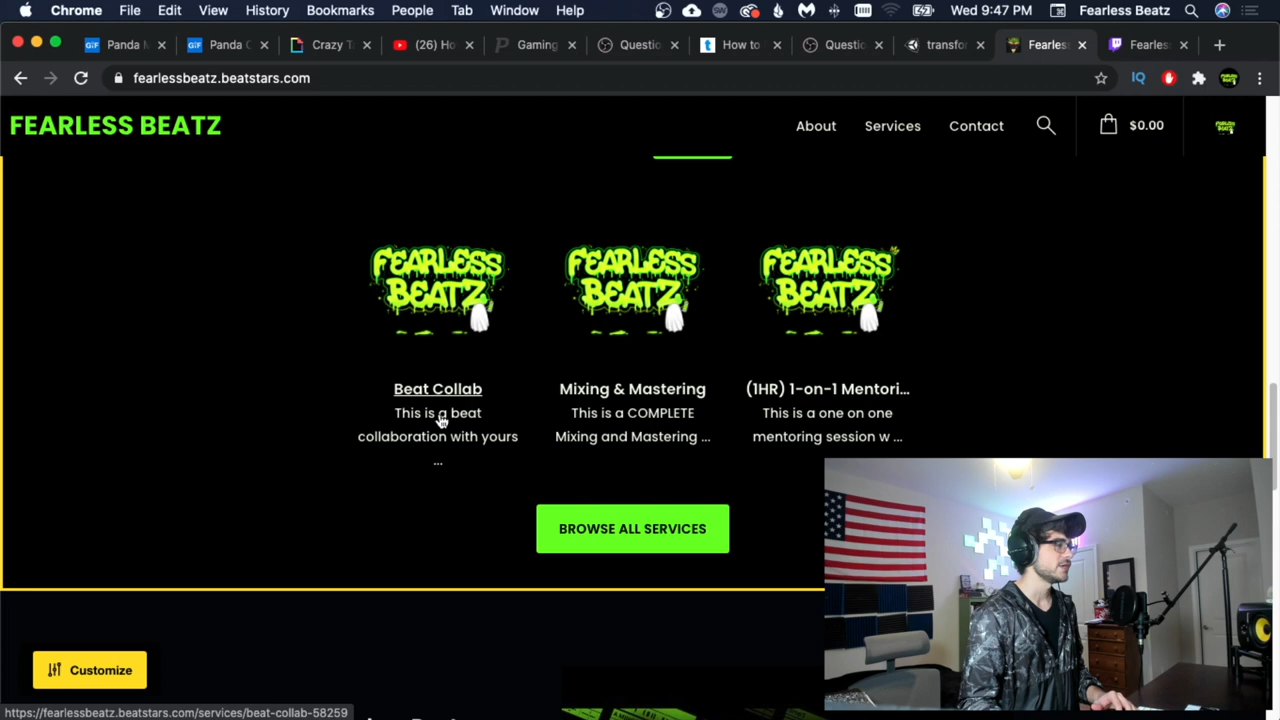 Chrome File Edit View History Bookmarks People Tab Window Help Wed 9:47 PM Fearless Beatz
Panda Panda C Crazy T (26) Ho Gaming Questio How to Questic transfor Fearles Fearles
fearlessbeatz.beatstars.com IQ
FEARLESS BEATZ About Services Contact $0.00
FEARLESS BEATZ FEARLESS BEATZ FEARLESS BEATZ
Beat Collab Mixing & Mastering (1HR) 1-on-1 Mentori...
This is a beat This is a COMPLETE This is a one on one
collaboration with yours Mixing and Mastering ... mentoring session w ...
...
BROWSE ALL SERVICES
Customize
https://fearlessbeatz.beatstars.com/services/beat-collab-58259